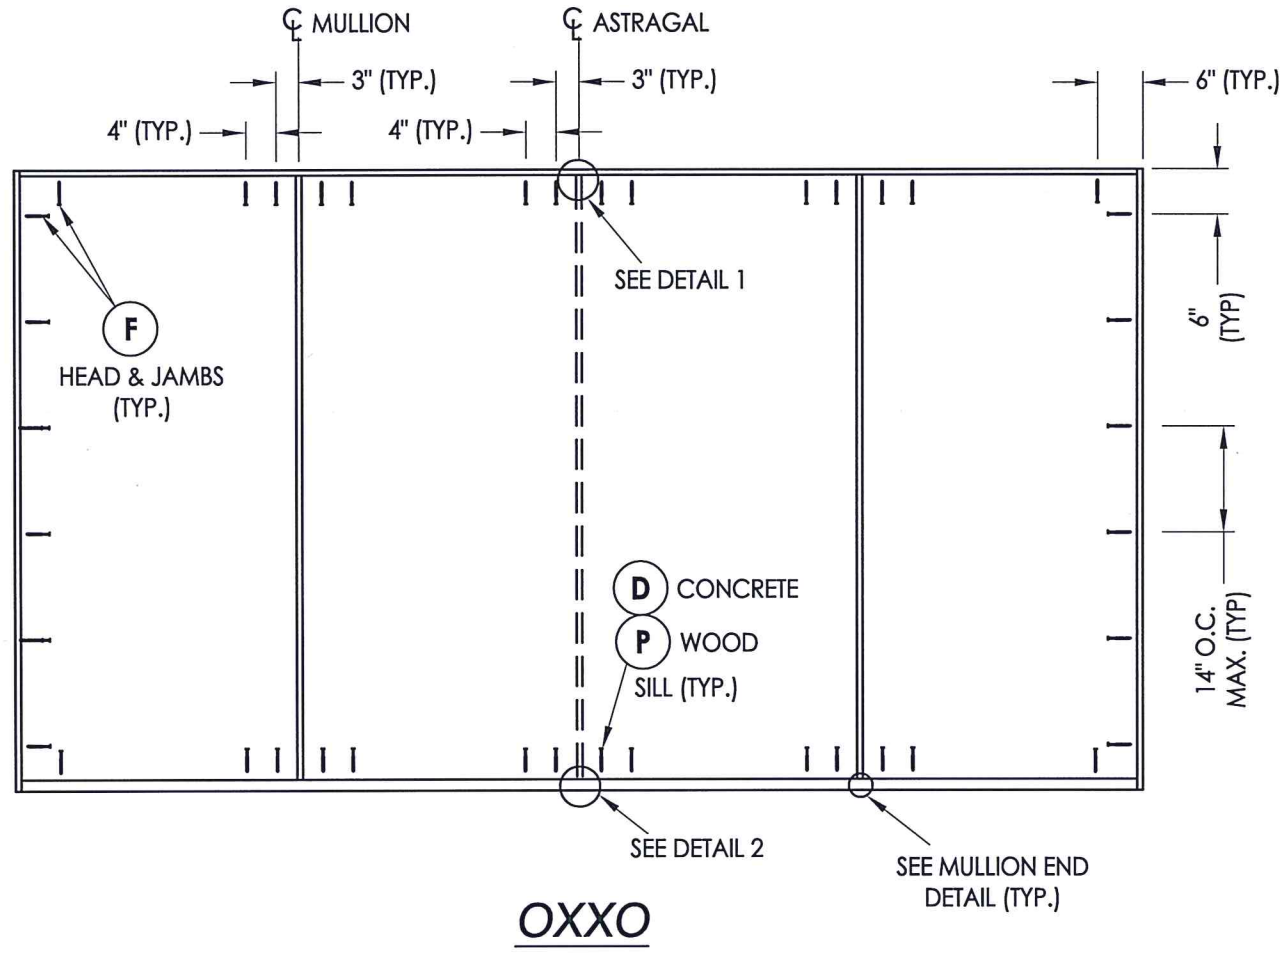 ℄ MULLION
℄ ASTRAGAL
3" (TYP.)
3" (TYP.)
6" (TYP.)
4" (TYP.)
4" (TYP.)
SEE DETAIL 1
6"
(TYP)
F
HEAD & JAMBS
(TYP.)
D CONCRETE
P WOOD
SILL (TYP.)
14" O.C.
MAX. (TYP)
SEE DETAIL 2
SEE MULLION END
DETAIL (TYP.)
OXXO